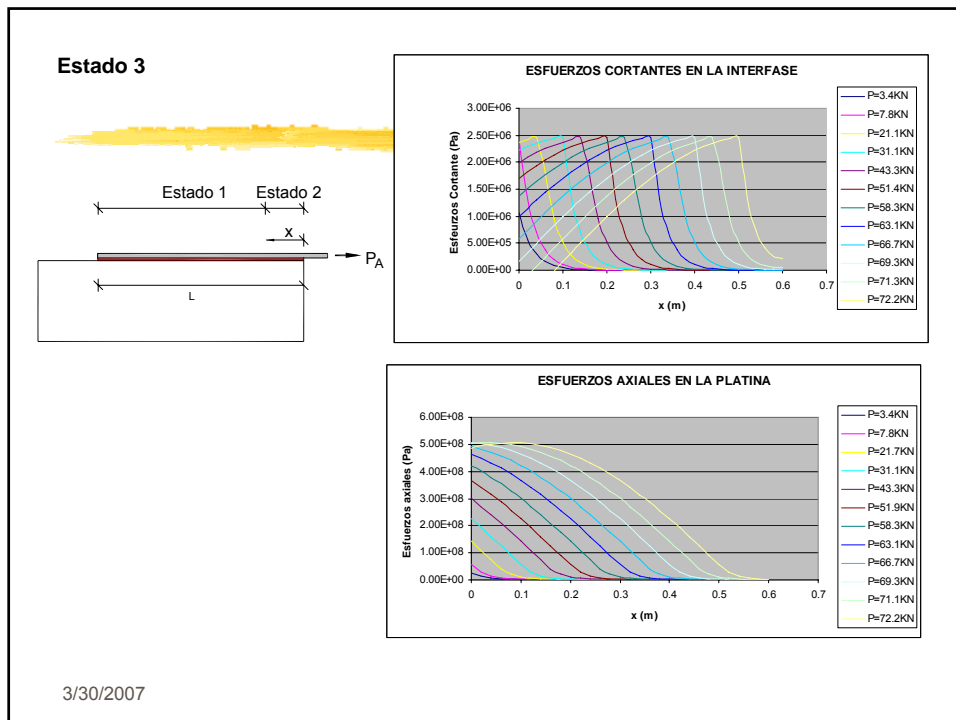 Estado 3
Estado 1
Estado 2
x
P_A
L
ESFUERZOS CORTANTES EN LA INTERFASE
Esfeurzos Cortante (Pa)
3.00E+06
2.50E+06
2.00E+06
1.50E+06
1.00E+06
5.00E+05
0.00E+00
0 0.1 0.2 0.3 0.4 0.5 0.6 0.7
x (m)
P=3.4KN
P=7.8KN
P=21.1KN
P=31.1KN
P=43.3KN
P=51.4KN
P=58.3KN
P=63.1KN
P=66.7KN
P=69.3KN
P=71.3KN
P=72.2KN
ESFUERZOS AXIALES EN LA PLATINA
Esfuerzos axiales (Pa)
6.00E+08
5.00E+08
4.00E+08
3.00E+08
2.00E+08
1.00E+08
0.00E+00
0 0.1 0.2 0.3 0.4 0.5 0.6 0.7
x (m)
P=3.4KN
P=7.8KN
P=21.7KN
P=31.1KN
P=43.3KN
P=51.9KN
P=58.3KN
P=63.1KN
P=66.7KN
P=69.3KN
P=71.1KN
P=72.2KN
3/30/2007